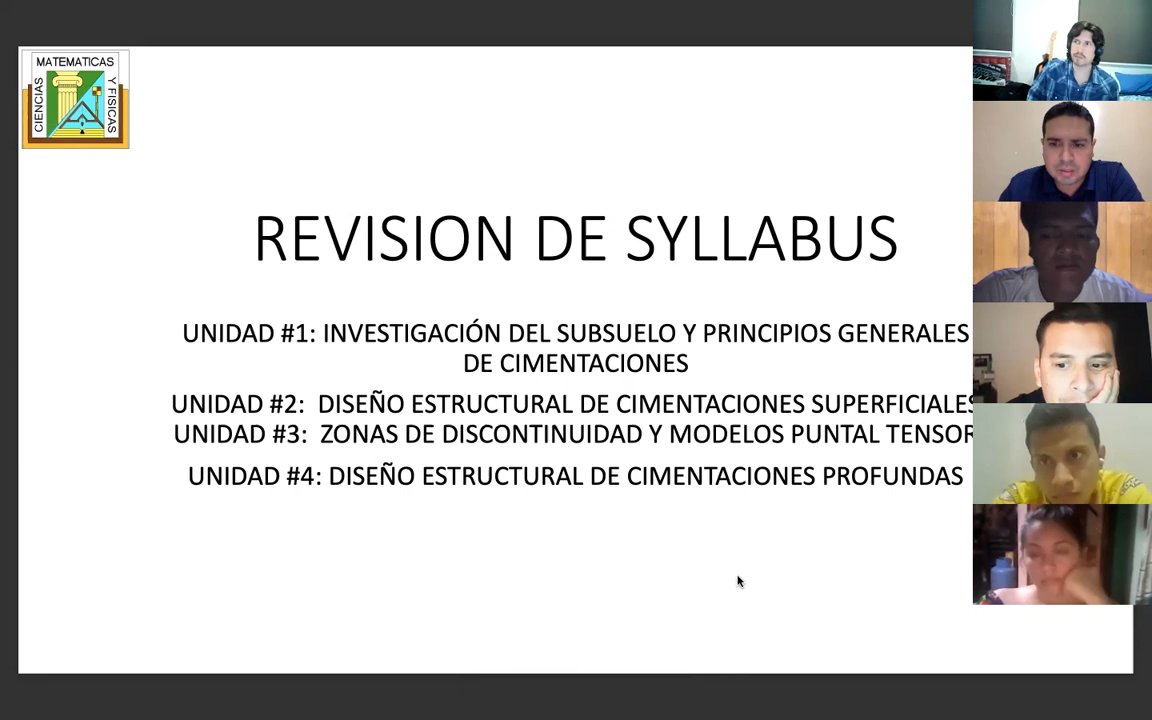 MATEMATICAS
CIENCIAS
Y FISICAS
REVISION DE SYLLABUS
UNIDAD #1: INVESTIGACIÓN DEL SUBSUELO Y PRINCIPIOS GENERALES
DE CIMENTACIONES
UNIDAD #2: DISEÑO ESTRUCTURAL DE CIMENTACIONES SUPERFICIALES
UNIDAD #3: ZONAS DE DISCONTINUIDAD Y MODELOS PUNTAL TENSOR
UNIDAD #4: DISEÑO ESTRUCTURAL DE CIMENTACIONES PROFUNDAS